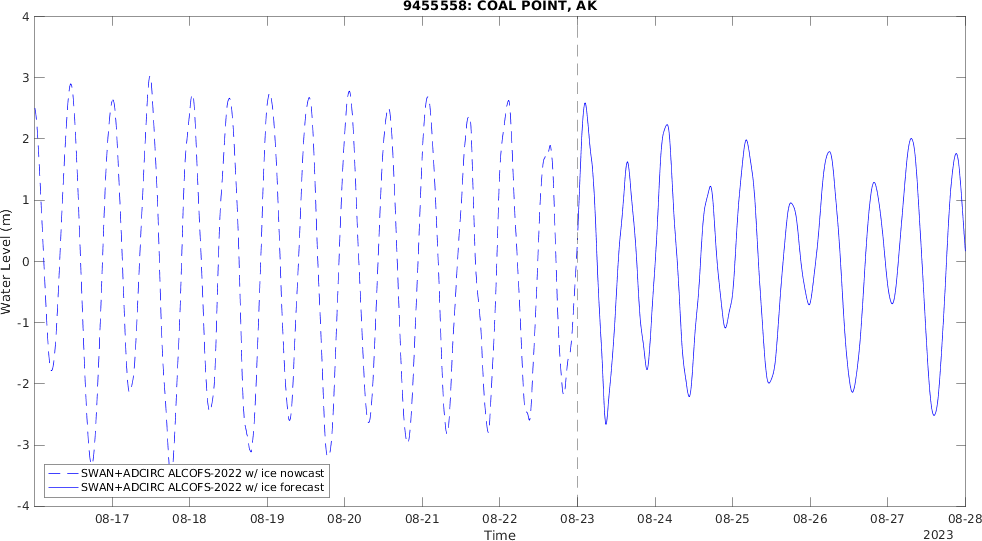 9455558: COAL POINT, AK
4
3
2
1
0
-1
-2
-3
-4
Water Level (m)
SWAN+ADCIRC ALCOFS-2022 w/ ice nowcast
SWAN+ADCIRC ALCOFS-2022 w/ ice forecast
08-17 08-18 08-19 08-20 08-21 08-22 08-23 08-24 08-25 08-26 08-27 08-28
Time
2023